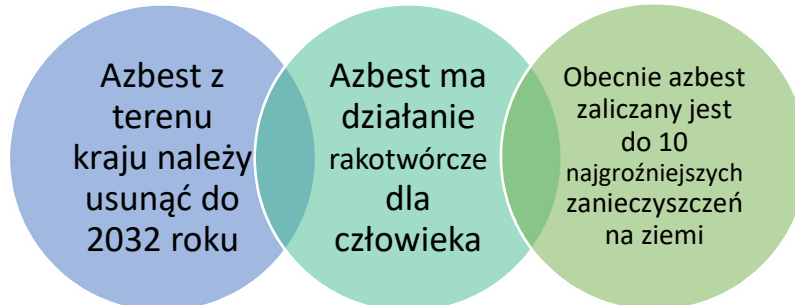 Azbest z
terenu
kraju należy
usunąć do
2032 roku
Azbest ma
działanie
rakotwórcze
dla
człowieka
Obecnie azbest
zaliczany jest
do 10
najgroźniejszych
zanieczyszczeń
na ziemi